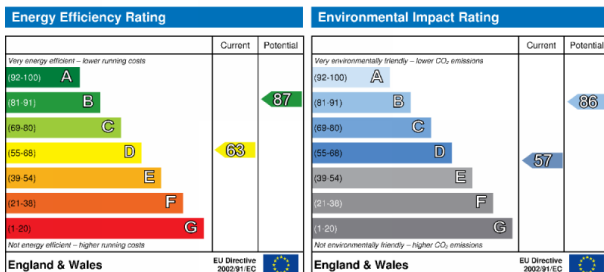 Energy Efficiency Rating
Current Potential
Very energy efficient – lower running costs
(92-100) A
(81-91) B 87
(69-80) C
(55-68) D 63
(39-54) E
(21-38) F
(1-20) G
Not energy efficient – higher running costs
England & Wales
EU Directive
2002/91/EC
Environmental Impact Rating
Current Potential
Very environmentally friendly – lower CO₂ emissions
(92-100) A
(81-91) B 86
(69-80) C
(55-68) D 57
(39-54) E
(21-38) F
(1-20) G
Not environmentally friendly – higher CO₂ emissions
England & Wales
EU Directive
2002/91/EC